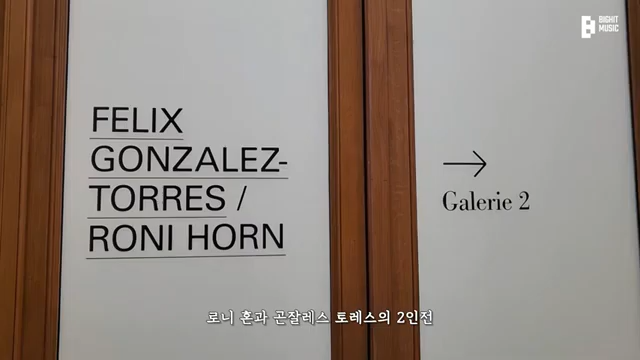 BIGHIT
MUSIC
FELIX
GONZALEZ-
TORRES /
RONI HORN
→
Galerie 2
로니 혼과 곤잘레스 토레스의 2인전